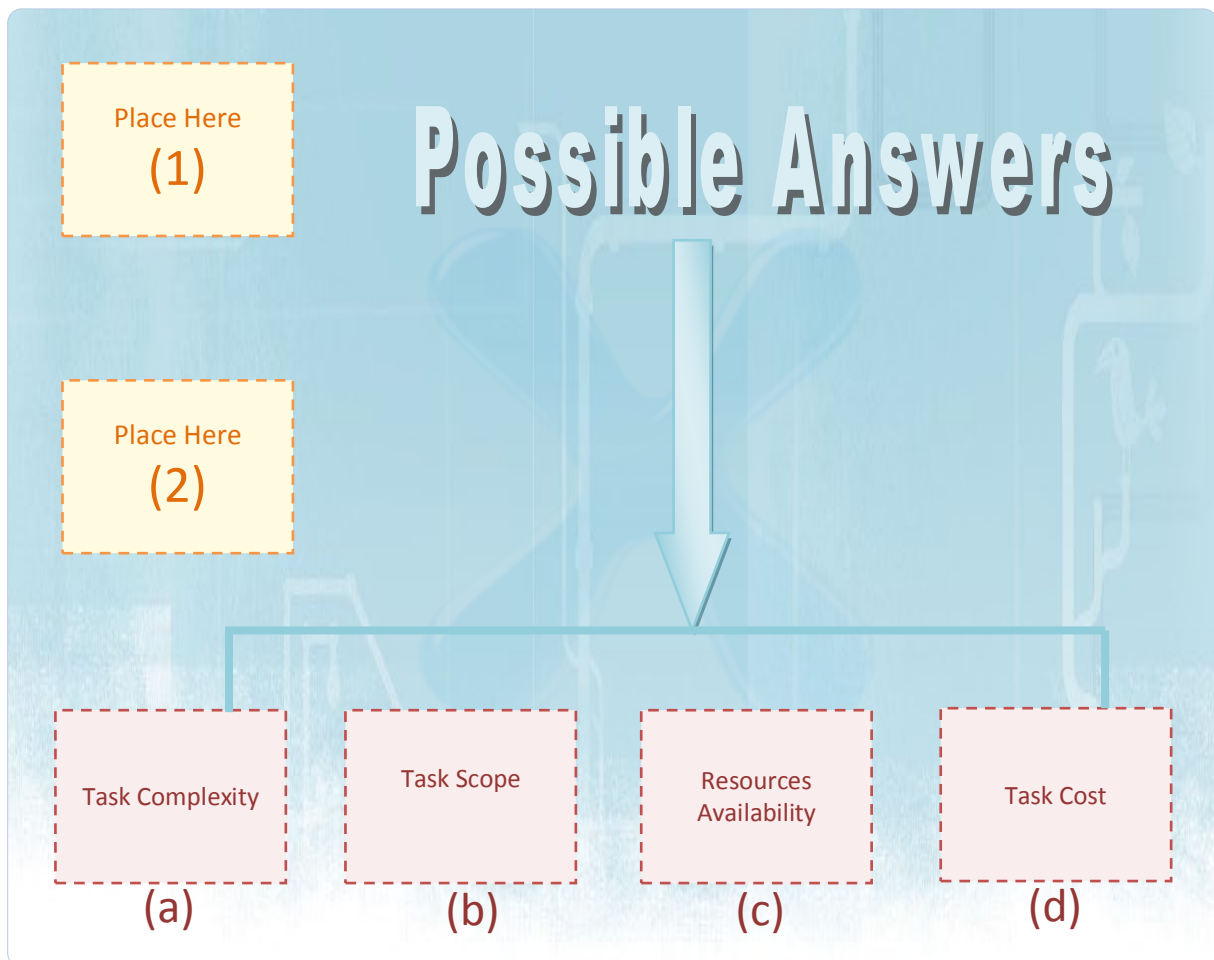 Place Here
(1)
Possible Answers
Place Here
(2)
Task Complexity
Task Scope
Resources
Availability
Task Cost
(a)
(b)
(c)
(d)